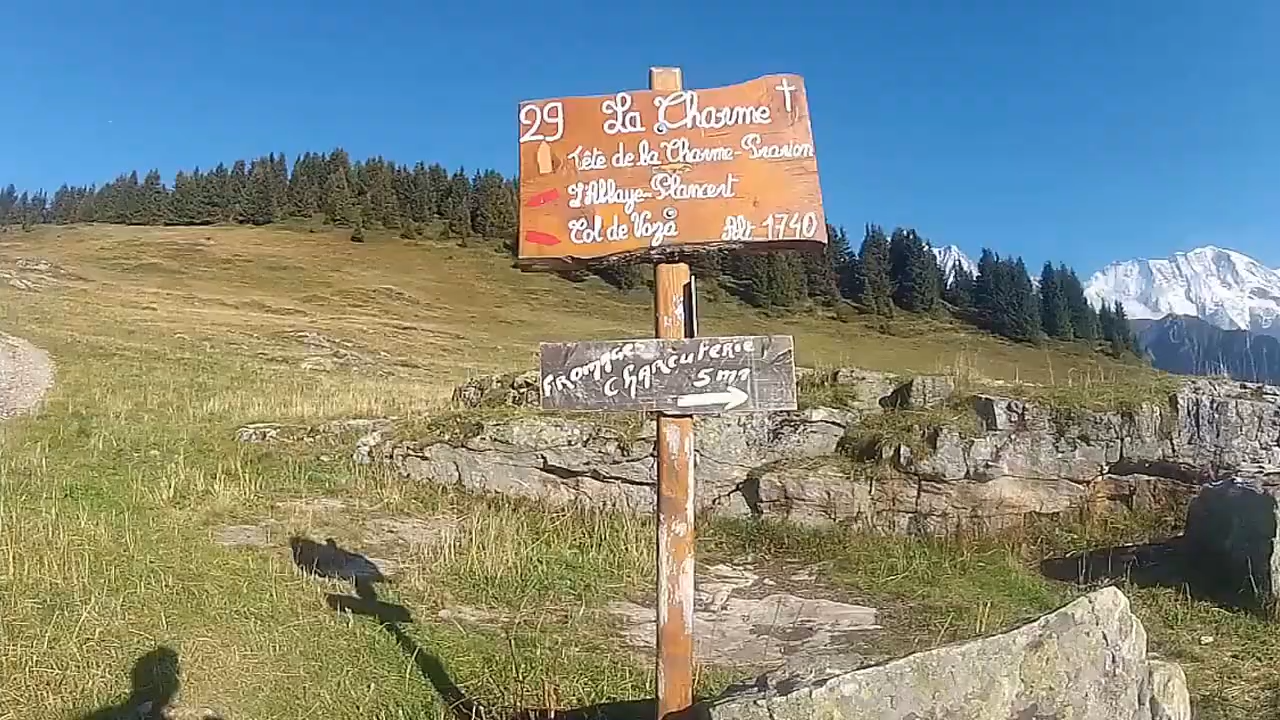 29 La Charme
Tête de la Charme-Prarion
L'Abbaye-Plancert
Col de Voza Alt 1740
FROMAGES
CHARCUTERIE
5mn